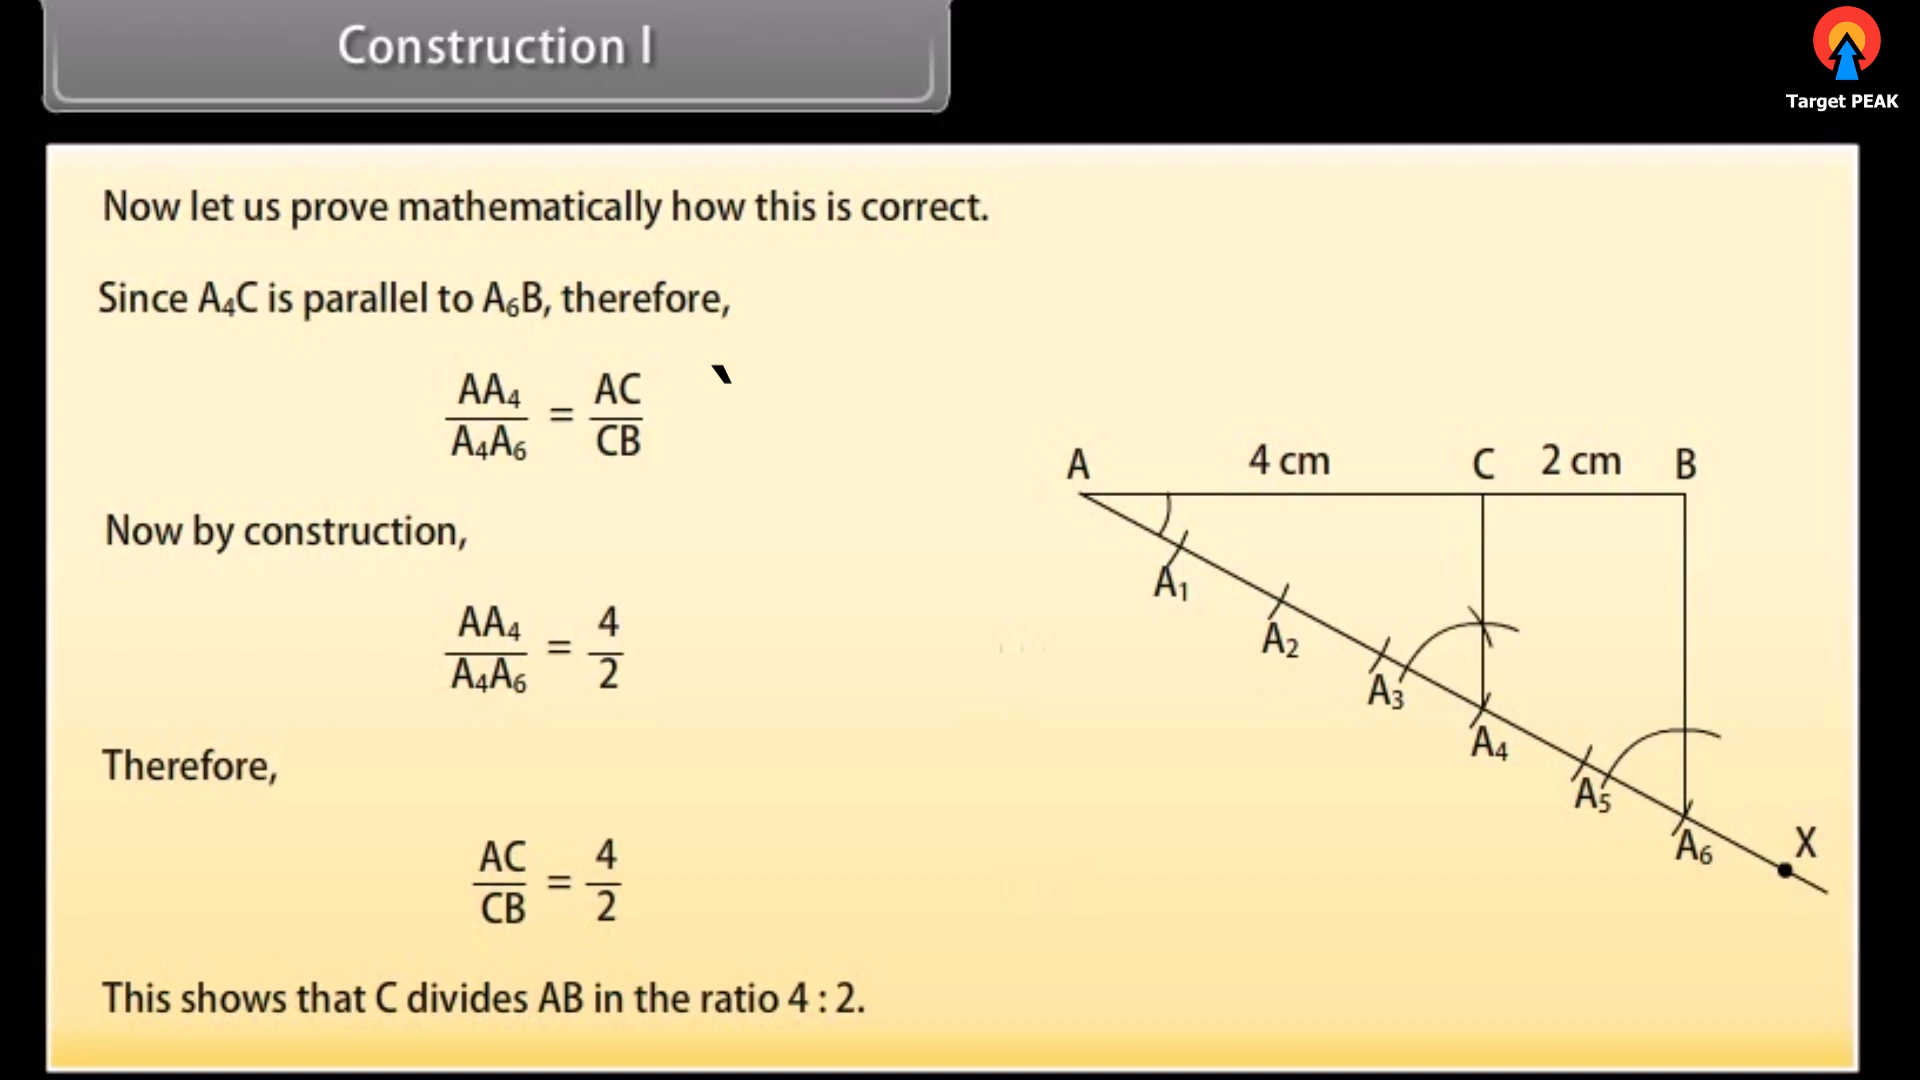 Construction I
Target PEAK
Now let us prove mathematically how this is correct.
Since A₄C is parallel to A₆B, therefore,
AA₄/A₄A₆ = AC/CB
Now by construction,
AA₄/A₄A₆ = 4/2
Therefore,
AC/CB = 4/2
This shows that C divides AB in the ratio 4 : 2.
A 4 cm C 2 cm B
A₁
A₂
A₃
A₄
A₅
A₆
X